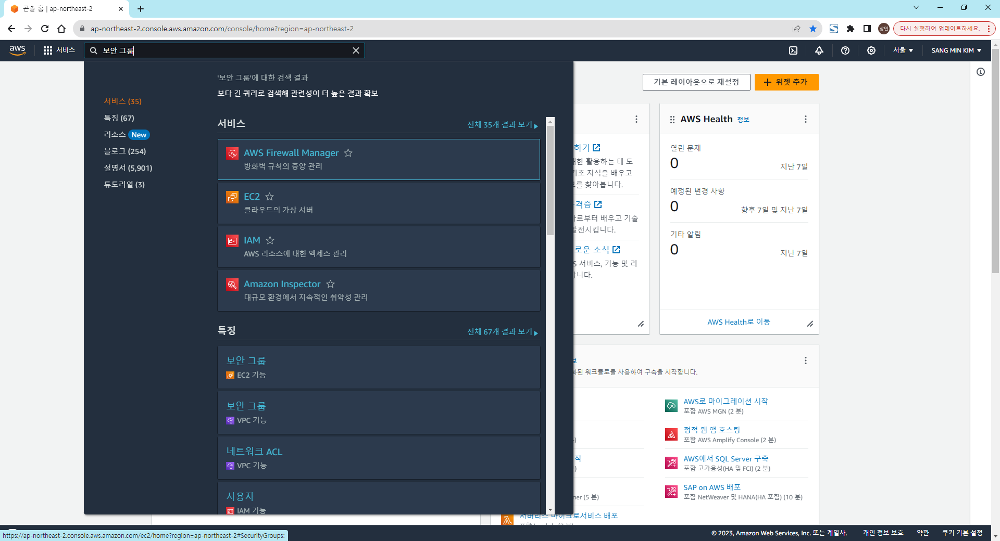 콘솔 홈 | ap-northeast-2
ap-northeast-2.console.aws.amazon.com/console/home?region=ap-northeast-2
상민
다시 실행하여 업데이트하세요.
aws
서비스
보안 그룹
서울
SANG MIN KIM
'보안 그룹'에 대한 검색 결과
보다 긴 쿼리로 검색해 관련성이 더 높은 결과 확보
서비스 (35)
특징 (67)
리소스 New
블로그 (254)
설명서 (5,901)
튜토리얼 (3)
서비스
전체 35개 결과 보기
AWS Firewall Manager
방화벽 규칙의 중앙 관리
EC2
클라우드의 가상 서버
IAM
AWS 리소스에 대한 액세스 관리
Amazon Inspector
대규모 환경에서 지속적인 취약성 관리
특징
전체 67개 결과 보기
보안 그룹
EC2 기능
보안 그룹
VPC 기능
네트워크 ACL
VPC 기능
사용자
IAM 기능
기본 레이아웃으로 재설정
위젯 추가
하기
한 활용하는 데 도
기초 지식을 배우고
를 찾아봅니다.
격증
로부터 배우고 기술
발전시킵니다.
로운 소식
S 서비스, 기능 및 리
합니다.
AWS Health 정보
열린 문제
0
지난 7일
예정된 변경 사항
0
향후 7일 및 지난 7일
기타 알림
0
지난 7일
AWS Health로 이동
보
화된 워크플로를 사용하여 구축을 시작합니다.
)
작
)
ner (5 분)
서버리스 마이크로서비스 배포
AWS로 마이그레이션 시작
포함 AWS MGN (2 분)
정적 웹 앱 호스팅
포함 AWS Amplify Console (2 분)
AWS에서 SQL Server 구축
포함 고가용성(HA 및 FCI) (2 분)
SAP on AWS 배포
포함 NetWeaver 및 HANA(HA 포함) (10 분)
https://ap-northeast-2.console.aws.amazon.com/ec2/home?region=ap-northeast-2#SecurityGroups:
© 2023, Amazon Web Services, Inc. 또는 계열사.
개인 정보 보호
약관
쿠키 기본 설정